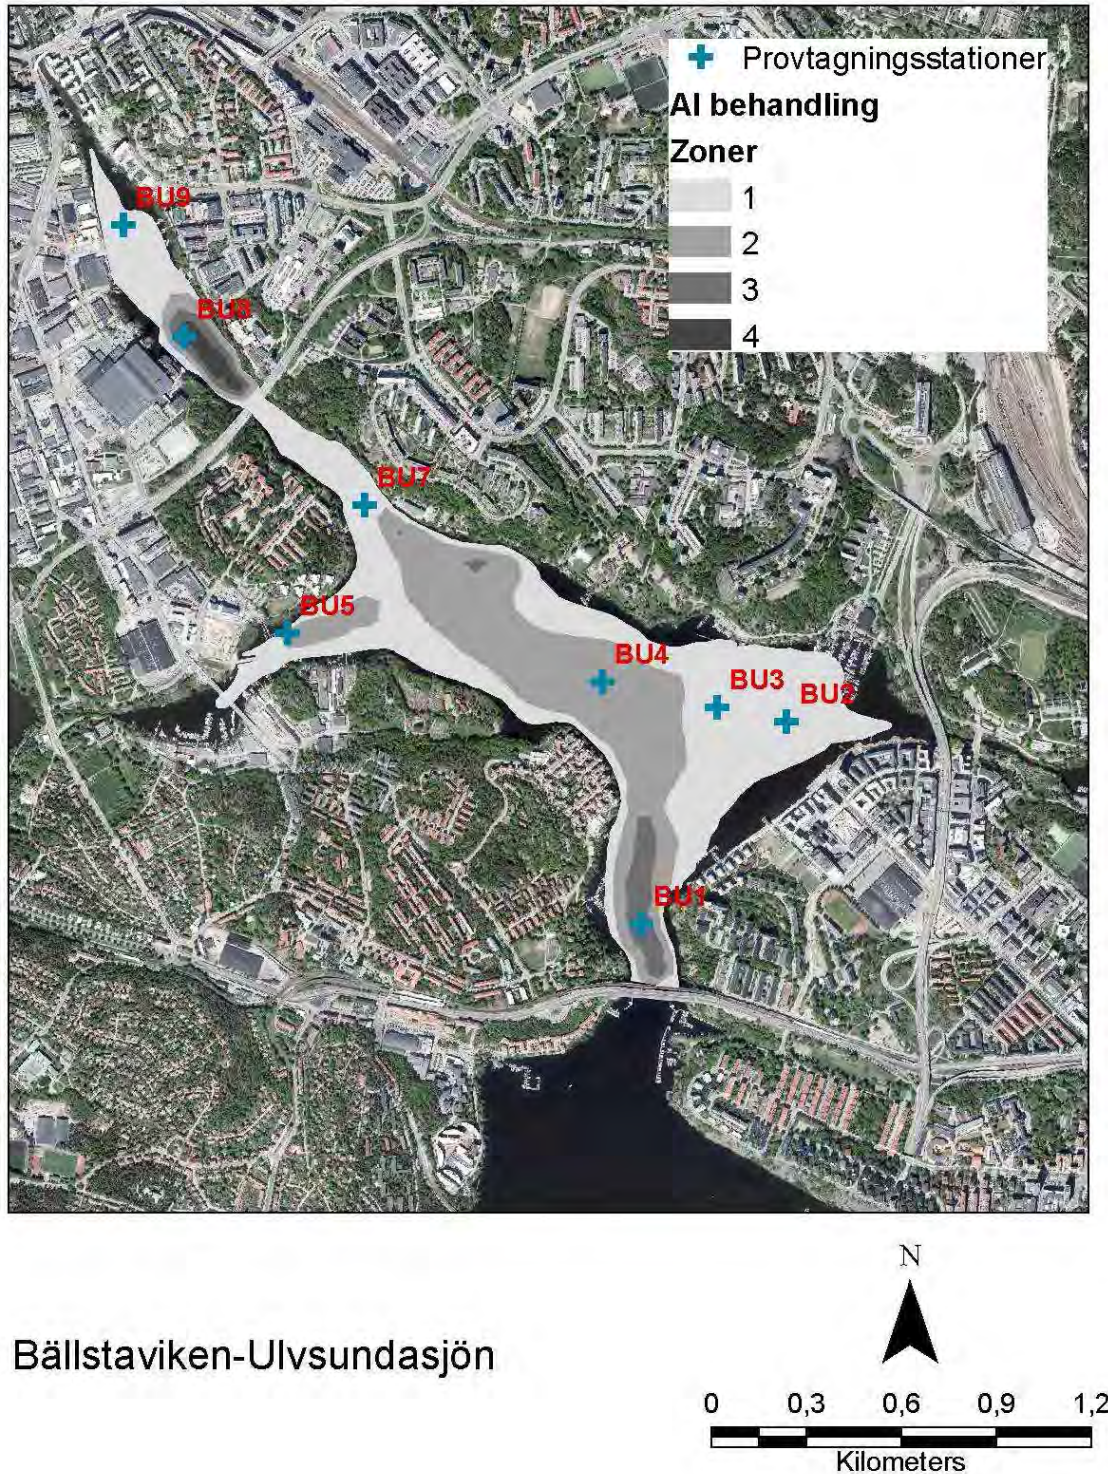 Provtagningsstationer
Al behandling
Zoner
1
2
3
4
BU9
BU8
BU7
BU5
BU4
BU3
BU2
BU1
N
Bällstaviken-Ulvsundasjön
0 0,3 0,6 0,9 1,2
Kilometers